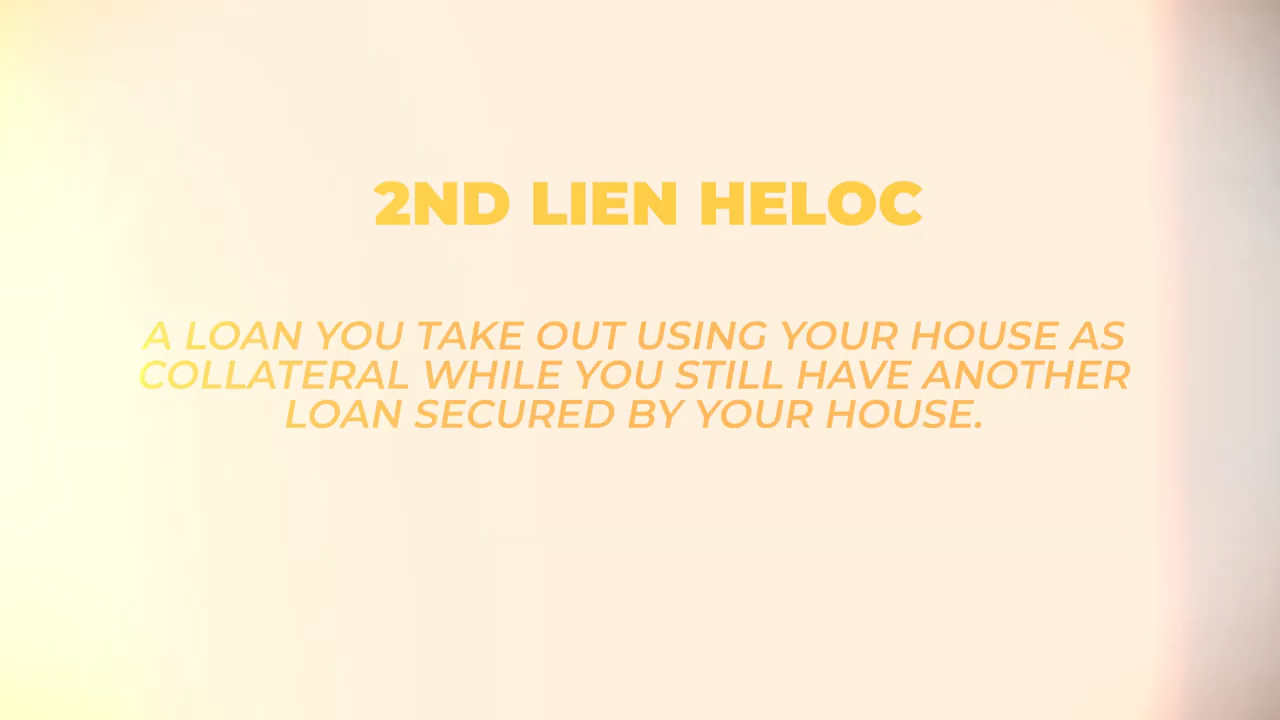 2ND LIEN HELOC
A LOAN YOU TAKE OUT USING YOUR HOUSE AS
COLLATERAL WHILE YOU STILL HAVE ANOTHER
LOAN SECURED BY YOUR HOUSE.